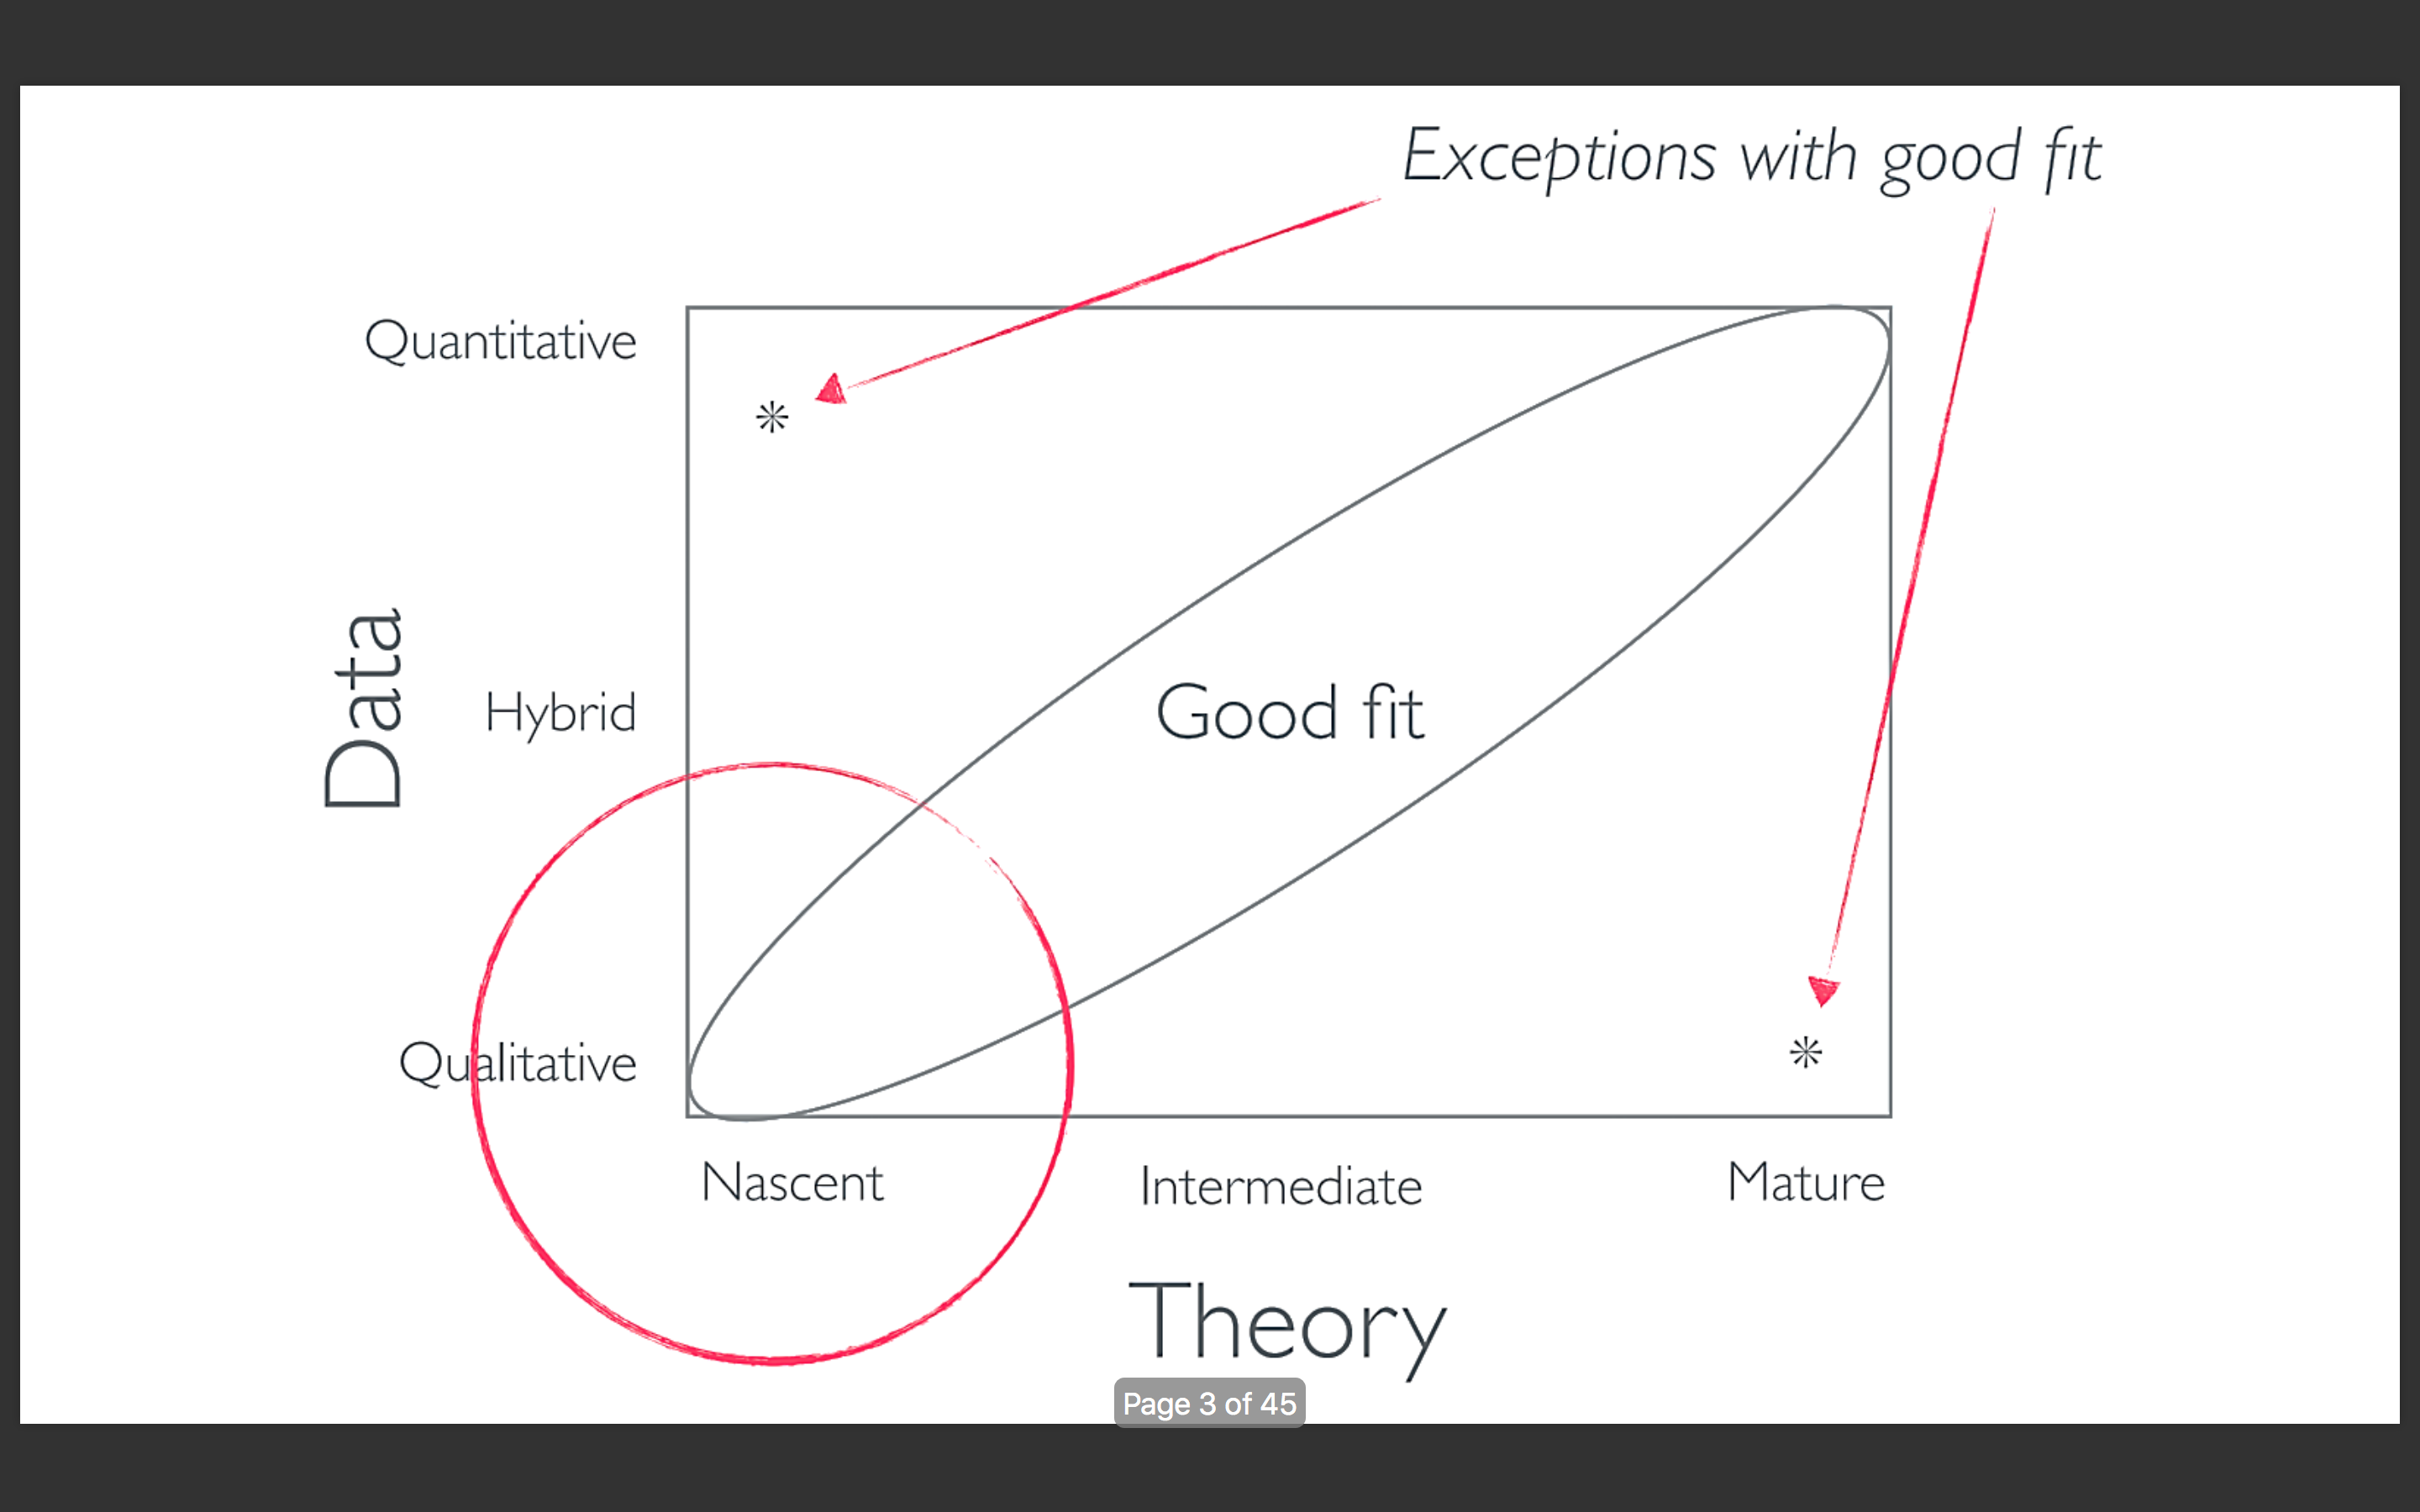 Exceptions with good fit
Quantitative
*
Data
Hybrid
Good fit
Qualitative
*
Nascent
Intermediate
Mature
Theory
Page 3 of 45